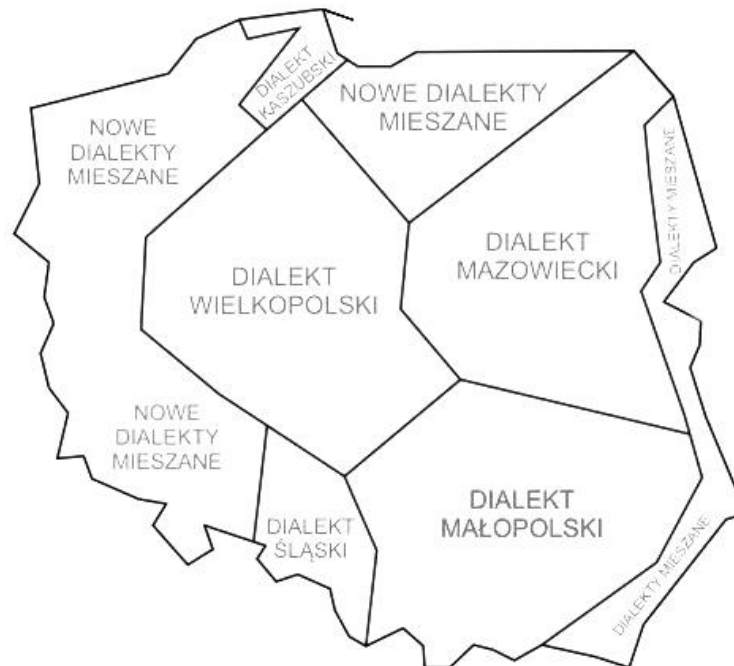 DIALEKT
KASZUBSKI
NOWE DIALEKTY
MIESZANE
NOWE
DIALEKTY
MIESZANE
DIALEKTY MIESZANE
DIALEKT
MAZOWIECKI
DIALEKT
WIELKOPOLSKI
NOWE
DIALEKTY
MIESZANE
DIALEKT
MAŁOPOLSKI
DIALEKT
ŚLĄSKI
DIALEKTY MIESZANE